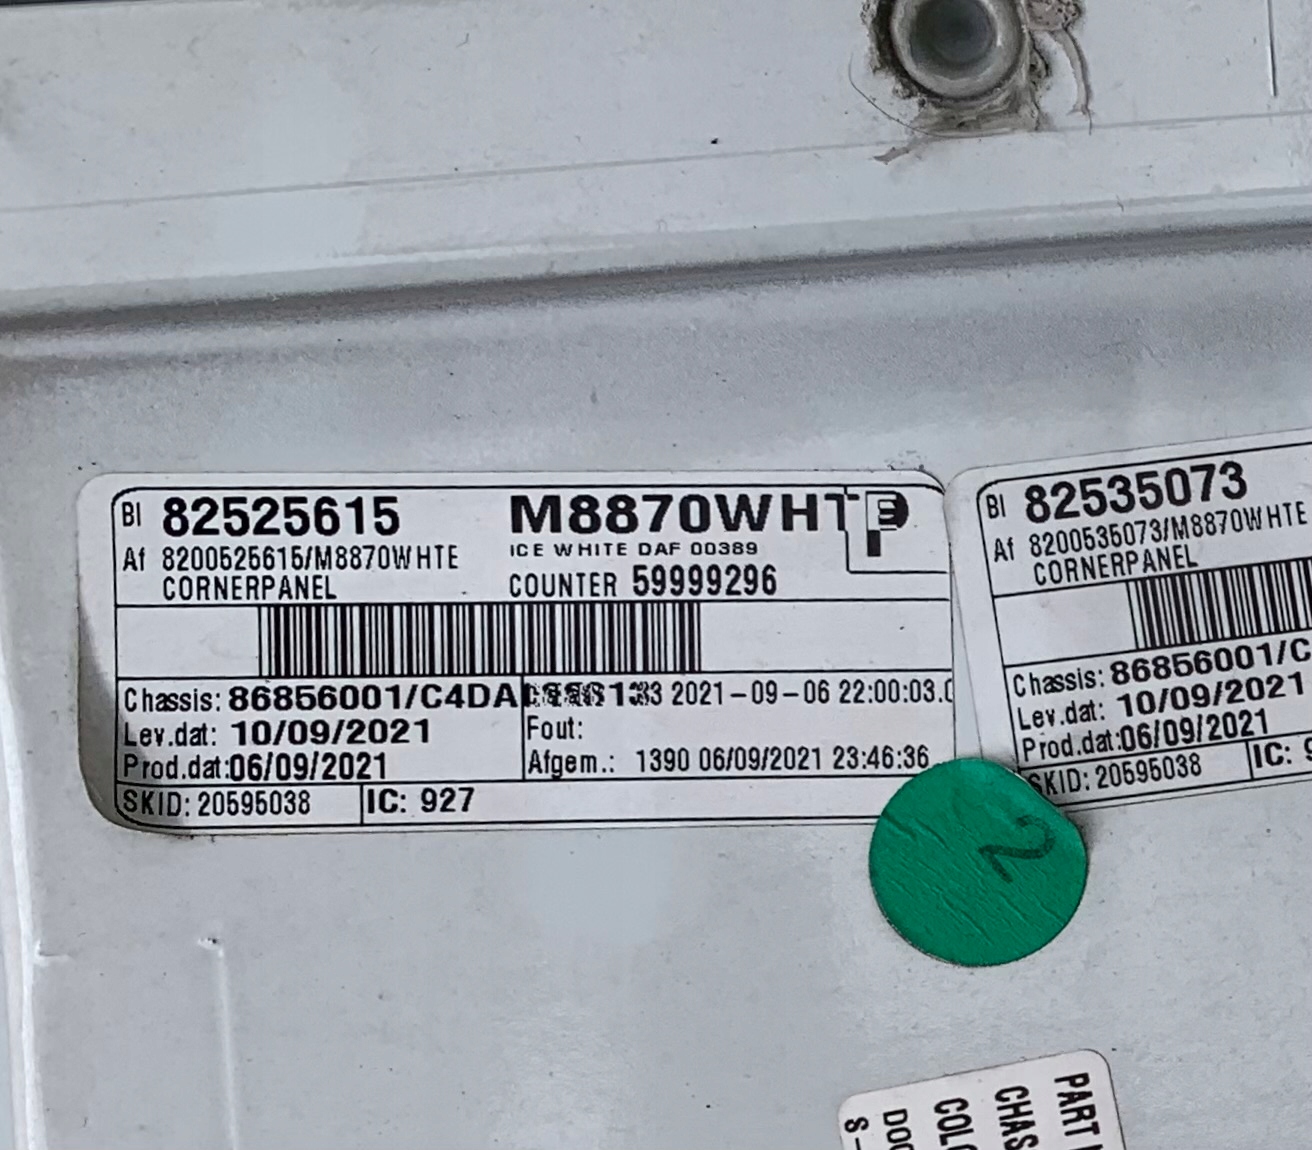 BI 82525615 M8870WHT
Af 8200525615/M8870WHTE ICE WHITE DAF 00389
CORNERPANEL COUNTER 59999296
Chassis: 86856001/C4DA 2021-09-06 22:00:03.0
Lev.dat: 10/09/2021 Fout:
Prod.dat:06/09/2021 Afgem.: 1390 06/09/2021 23:46:36
SKID: 20595038 IC: 927
BI 82535073
Af 8200535073/M8870WHTE
CORNERPANEL
Chassis: 86856001/C
Lev.dat: 10/09/2021
Prod.dat:06/09/2021
SKID: 20595038 IC: 9
2
PART
CHAS
COLO
DOO
S-